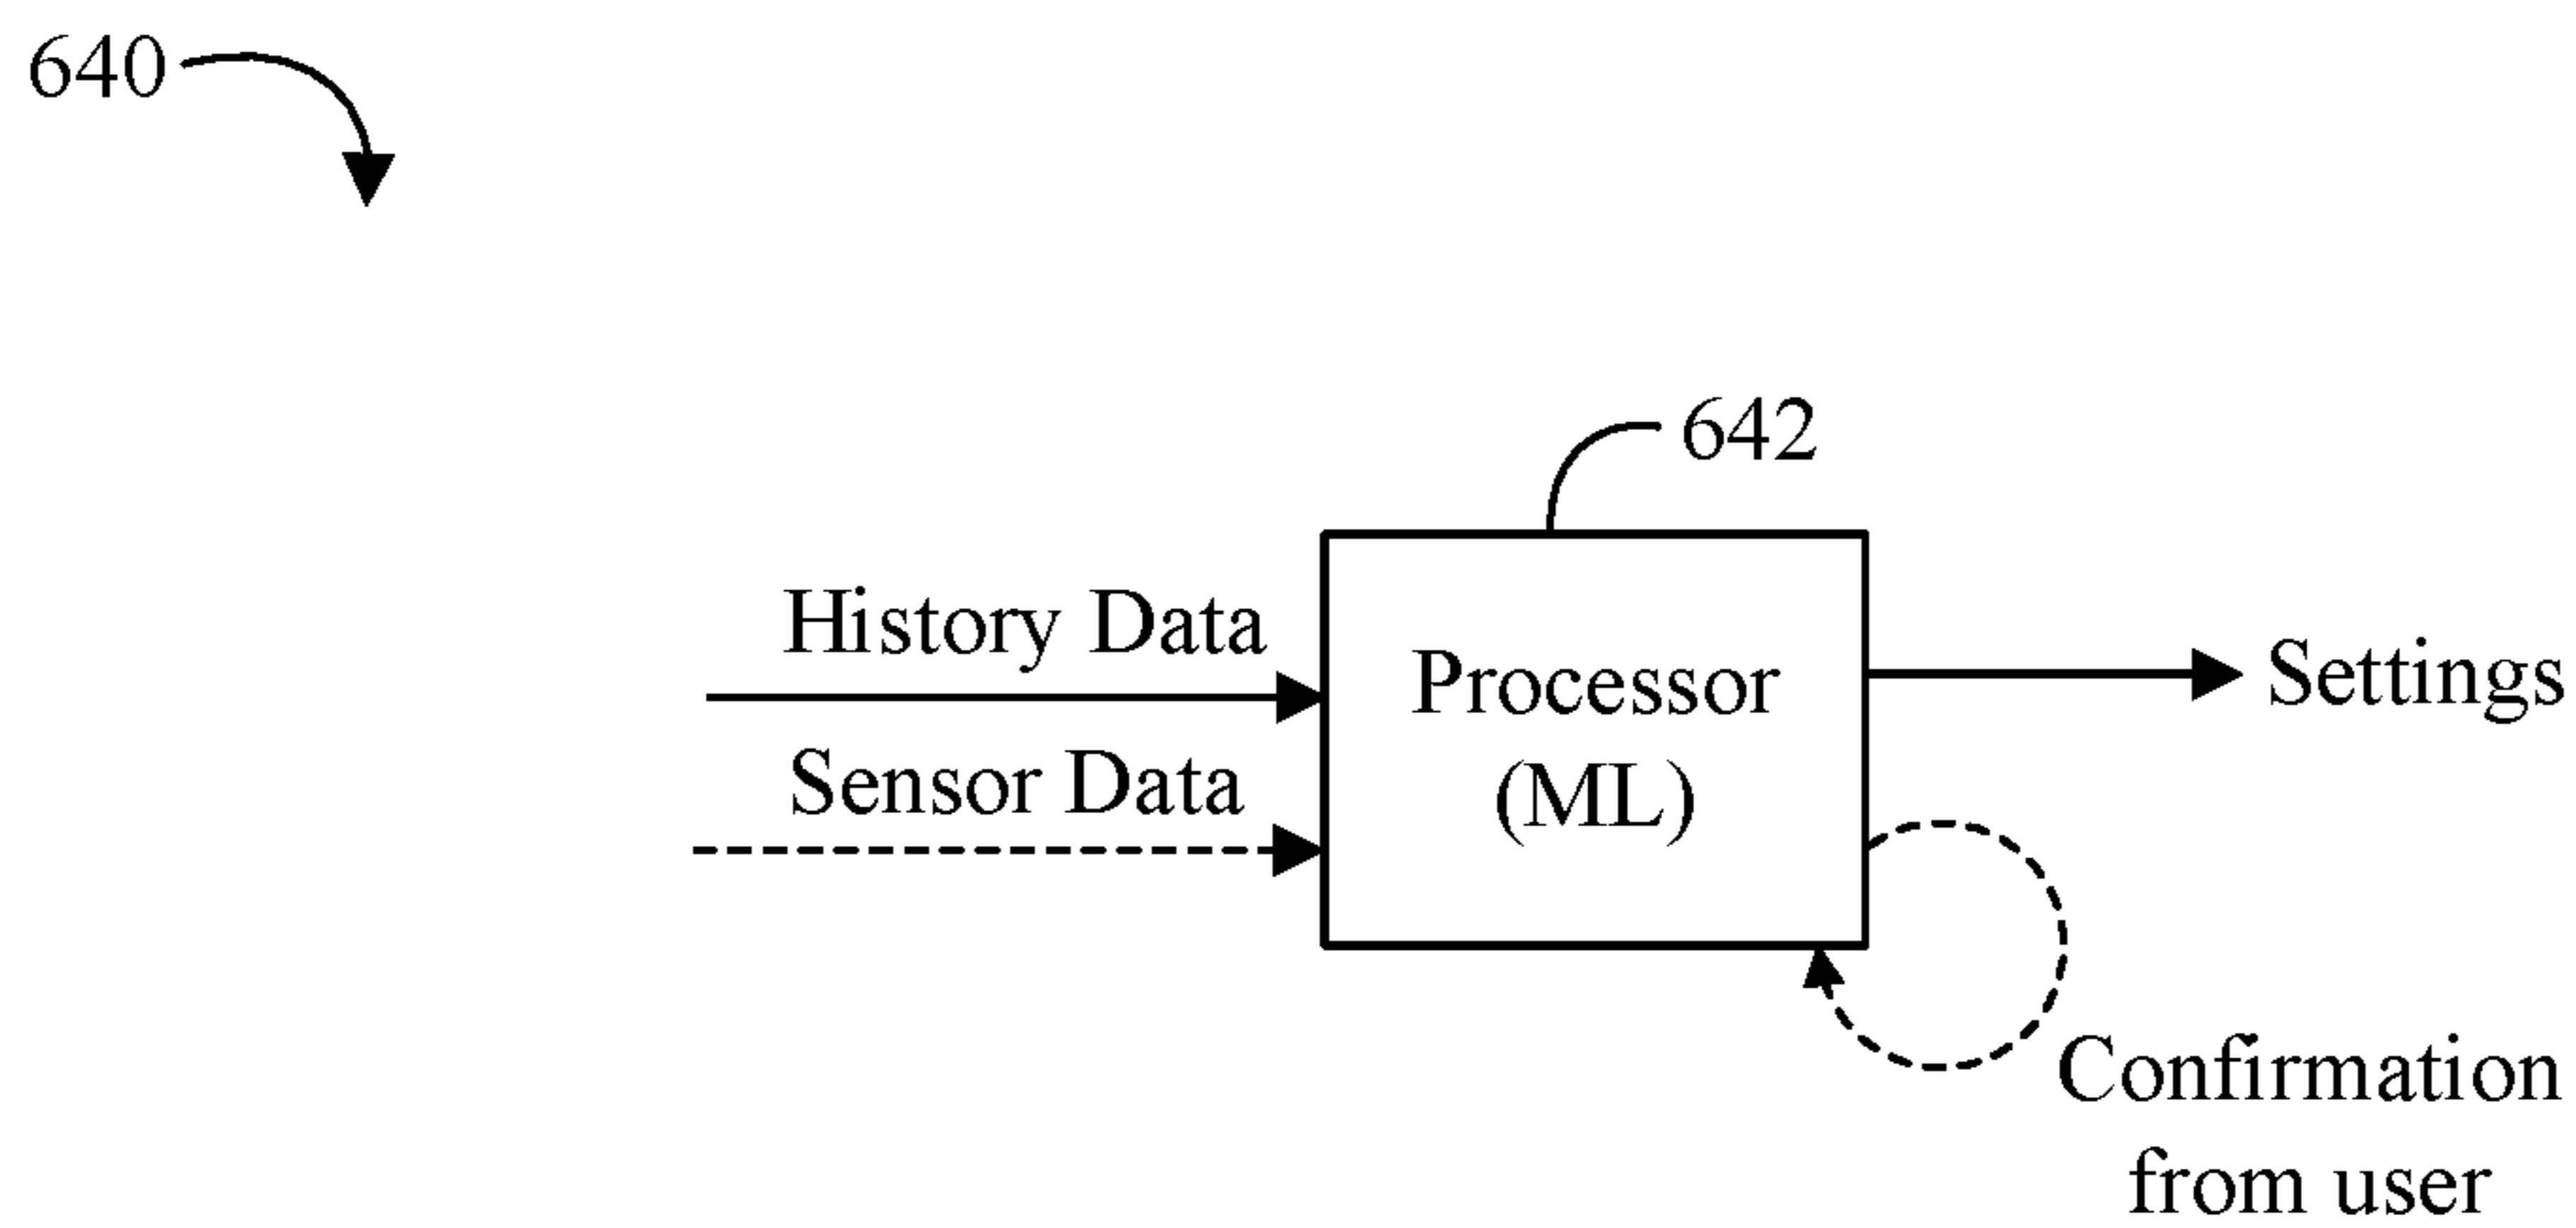 640
642
History Data
Processor
Settings
Sensor Data
(ML)
Confirmation
from user